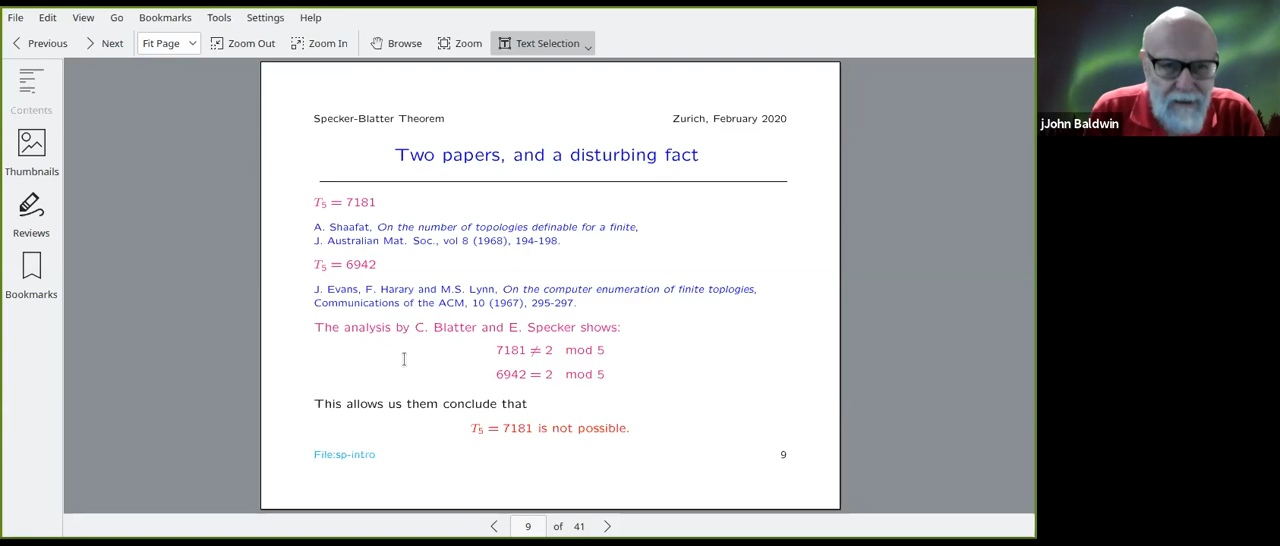 File Edit View Go Bookmarks Tools Settings Help
Previous Next Fit Page Zoom Out Zoom In Browse Zoom Text Selection
Contents
Thumbnails
Reviews
Bookmarks
Specker-Blatter Theorem Zurich, February 2020
Two papers, and a disturbing fact
T₅ = 7181
A. Shaafat, On the number of topologies definable for a finite,
J. Australian Mat. Soc., vol 8 (1968), 194-198.
T₅ = 6942
J. Evans, F. Harary and M.S. Lynn, On the computer enumeration of finite toplogies,
Communications of the ACM, 10 (1967), 295-297.
The analysis by C. Blatter and E. Specker shows:
7181 ≠ 2 mod 5
6942 = 2 mod 5
This allows us them conclude that
T₅ = 7181 is not possible.
File:sp-intro 9
9 of 41
jJohn Baldwin